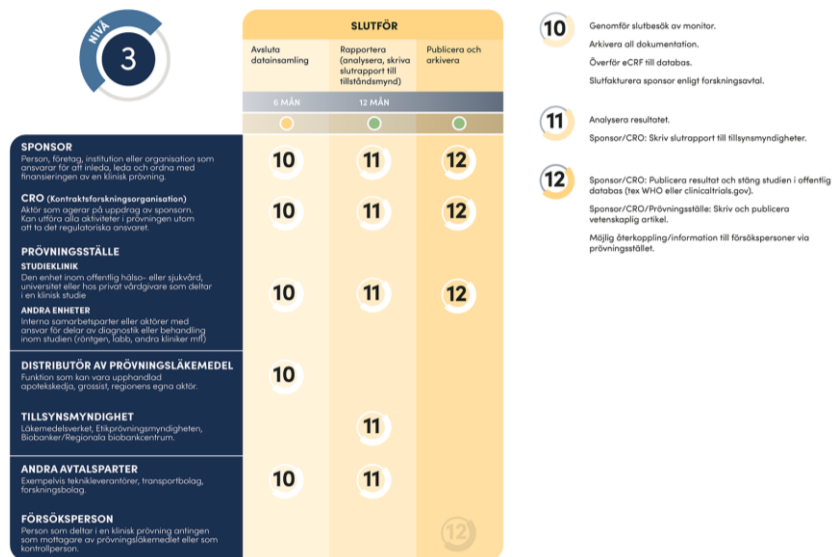 NIVÅ
3
SLUTFÖR
Avsluta
datainsamling
Rapportera
(analysera, skriva
slutrapport till
tillståndsmynd)
Publicera och
arkivera
6 MÅN
12 MÅN
SPONSOR
Person, företag, institution eller organisation som
ansvarar för att inleda, leda och ordna med
finansieringen av en klinisk prövning.
10
11
12
CRO (Kontraktsforskningsorganisation)
Aktör som agerar på uppdrag av sponsorn.
Kan utföra alla aktiviteter i prövningen utom
att ta det regulatoriska ansvaret.
10
11
12
PRÖVNINGSSTÄLLE
STUDIEKLINIK
Den enhet inom offentlig hälso- eller sjukvård,
universitet eller hos privat vårdgivare som deltar
i en klinisk studie
ANDRA ENHETER
Interna samarbetsparter eller aktörer med
ansvar för delar av diagnostik eller behandling
inom studien (röntgen, labb, andra kliniker mfl)
10
11
12
DISTRIBUTÖR AV PRÖVNINGSLÄKEMEDEL
Funktion som kan vara upphandlad
apotekskedja, grossist, regionens egna aktör.
10
TILLSYNSMYNDIGHET
Läkemedelsverket, Etikprövningsmyndigheten,
Biobanker/Regionala biobankcentrum.
11
ANDRA AVTALSPARTER
Exempelvis teknikleverantörer, transportbolag,
forskningsbolag.
10
11
FÖRSÖKSPERSON
Person som deltar i en klinisk prövning antingen
som mottagare av prövningsläkemedlet eller som
kontrollperson.
12
10
Genomför slutbesök av monitor.
Arkivera all dokumentation.
Överför eCRF till databas.
Slutfakturera sponsor enligt forskningsavtal.
11
Analysera resultatet.
Sponsor/CRO: Skriv slutrapport till tillsynsmyndigheter.
12
Sponsor/CRO: Publicera resultat och stäng studien i offentlig
databas (tex WHO eller clinicaltrials.gov).
Sponsor/CRO/Prövningsställe: Skriv och publicera
vetenskaplig artikel.
Möjlig återkoppling/information till försökspersoner via
prövningsstället.